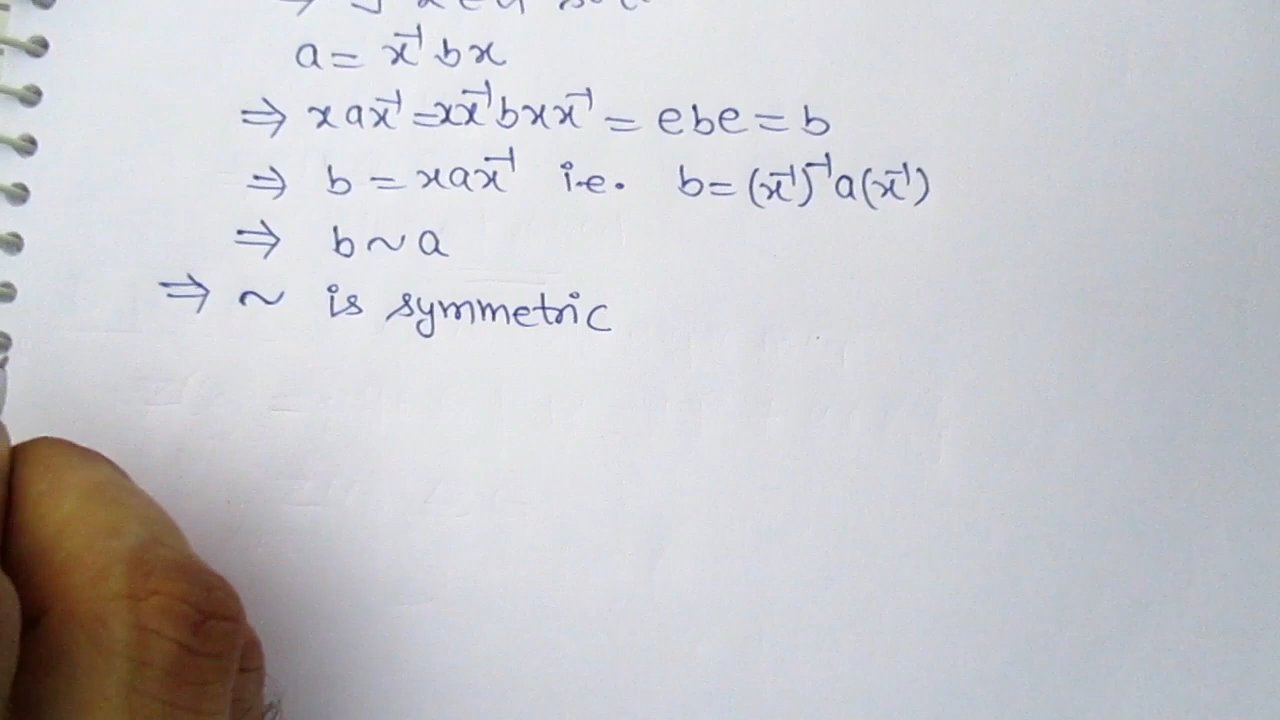 a = x⁻¹bx
⇒ xax⁻¹ = xx⁻¹bxx⁻¹ = ebe = b
⇒ b = xax⁻¹ i.e. b = (x⁻¹)⁻¹a(x⁻¹)
⇒ b ~ a
⇒ ~ is symmetric